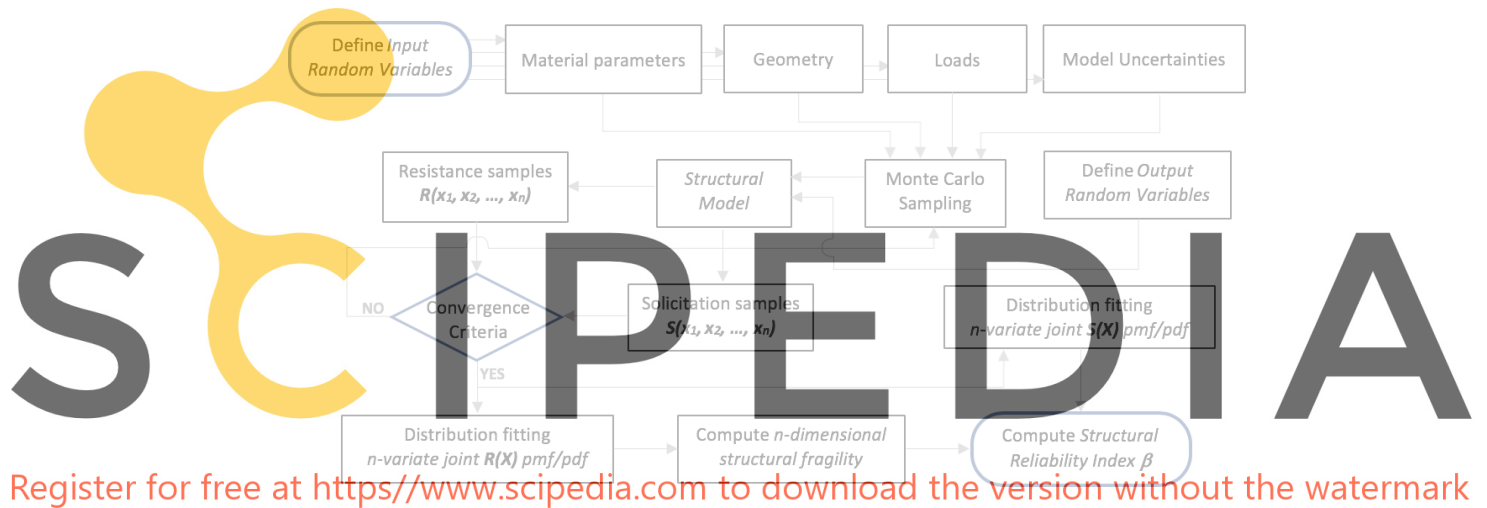 Define Input
Random Variables
Material parameters
Geometry
Loads
Model Uncertainties
Resistance samples
R(x₁, x₂, ..., xₙ)
Structural
Model
Monte Carlo
Sampling
Define Output
Random Variables
SCIPEDIA
NO
Convergence
Criteria
Solicitation samples
S(x₁, x₂, ..., xₙ)
Distribution fitting
n-variate joint S(X) pmf/pdf
YES
Distribution fitting
n-variate joint R(X) pmf/pdf
Compute n-dimensional
structural fragility
Compute Structural
Reliability Index β
Register for free at https//www.scipedia.com to download the version without the watermark